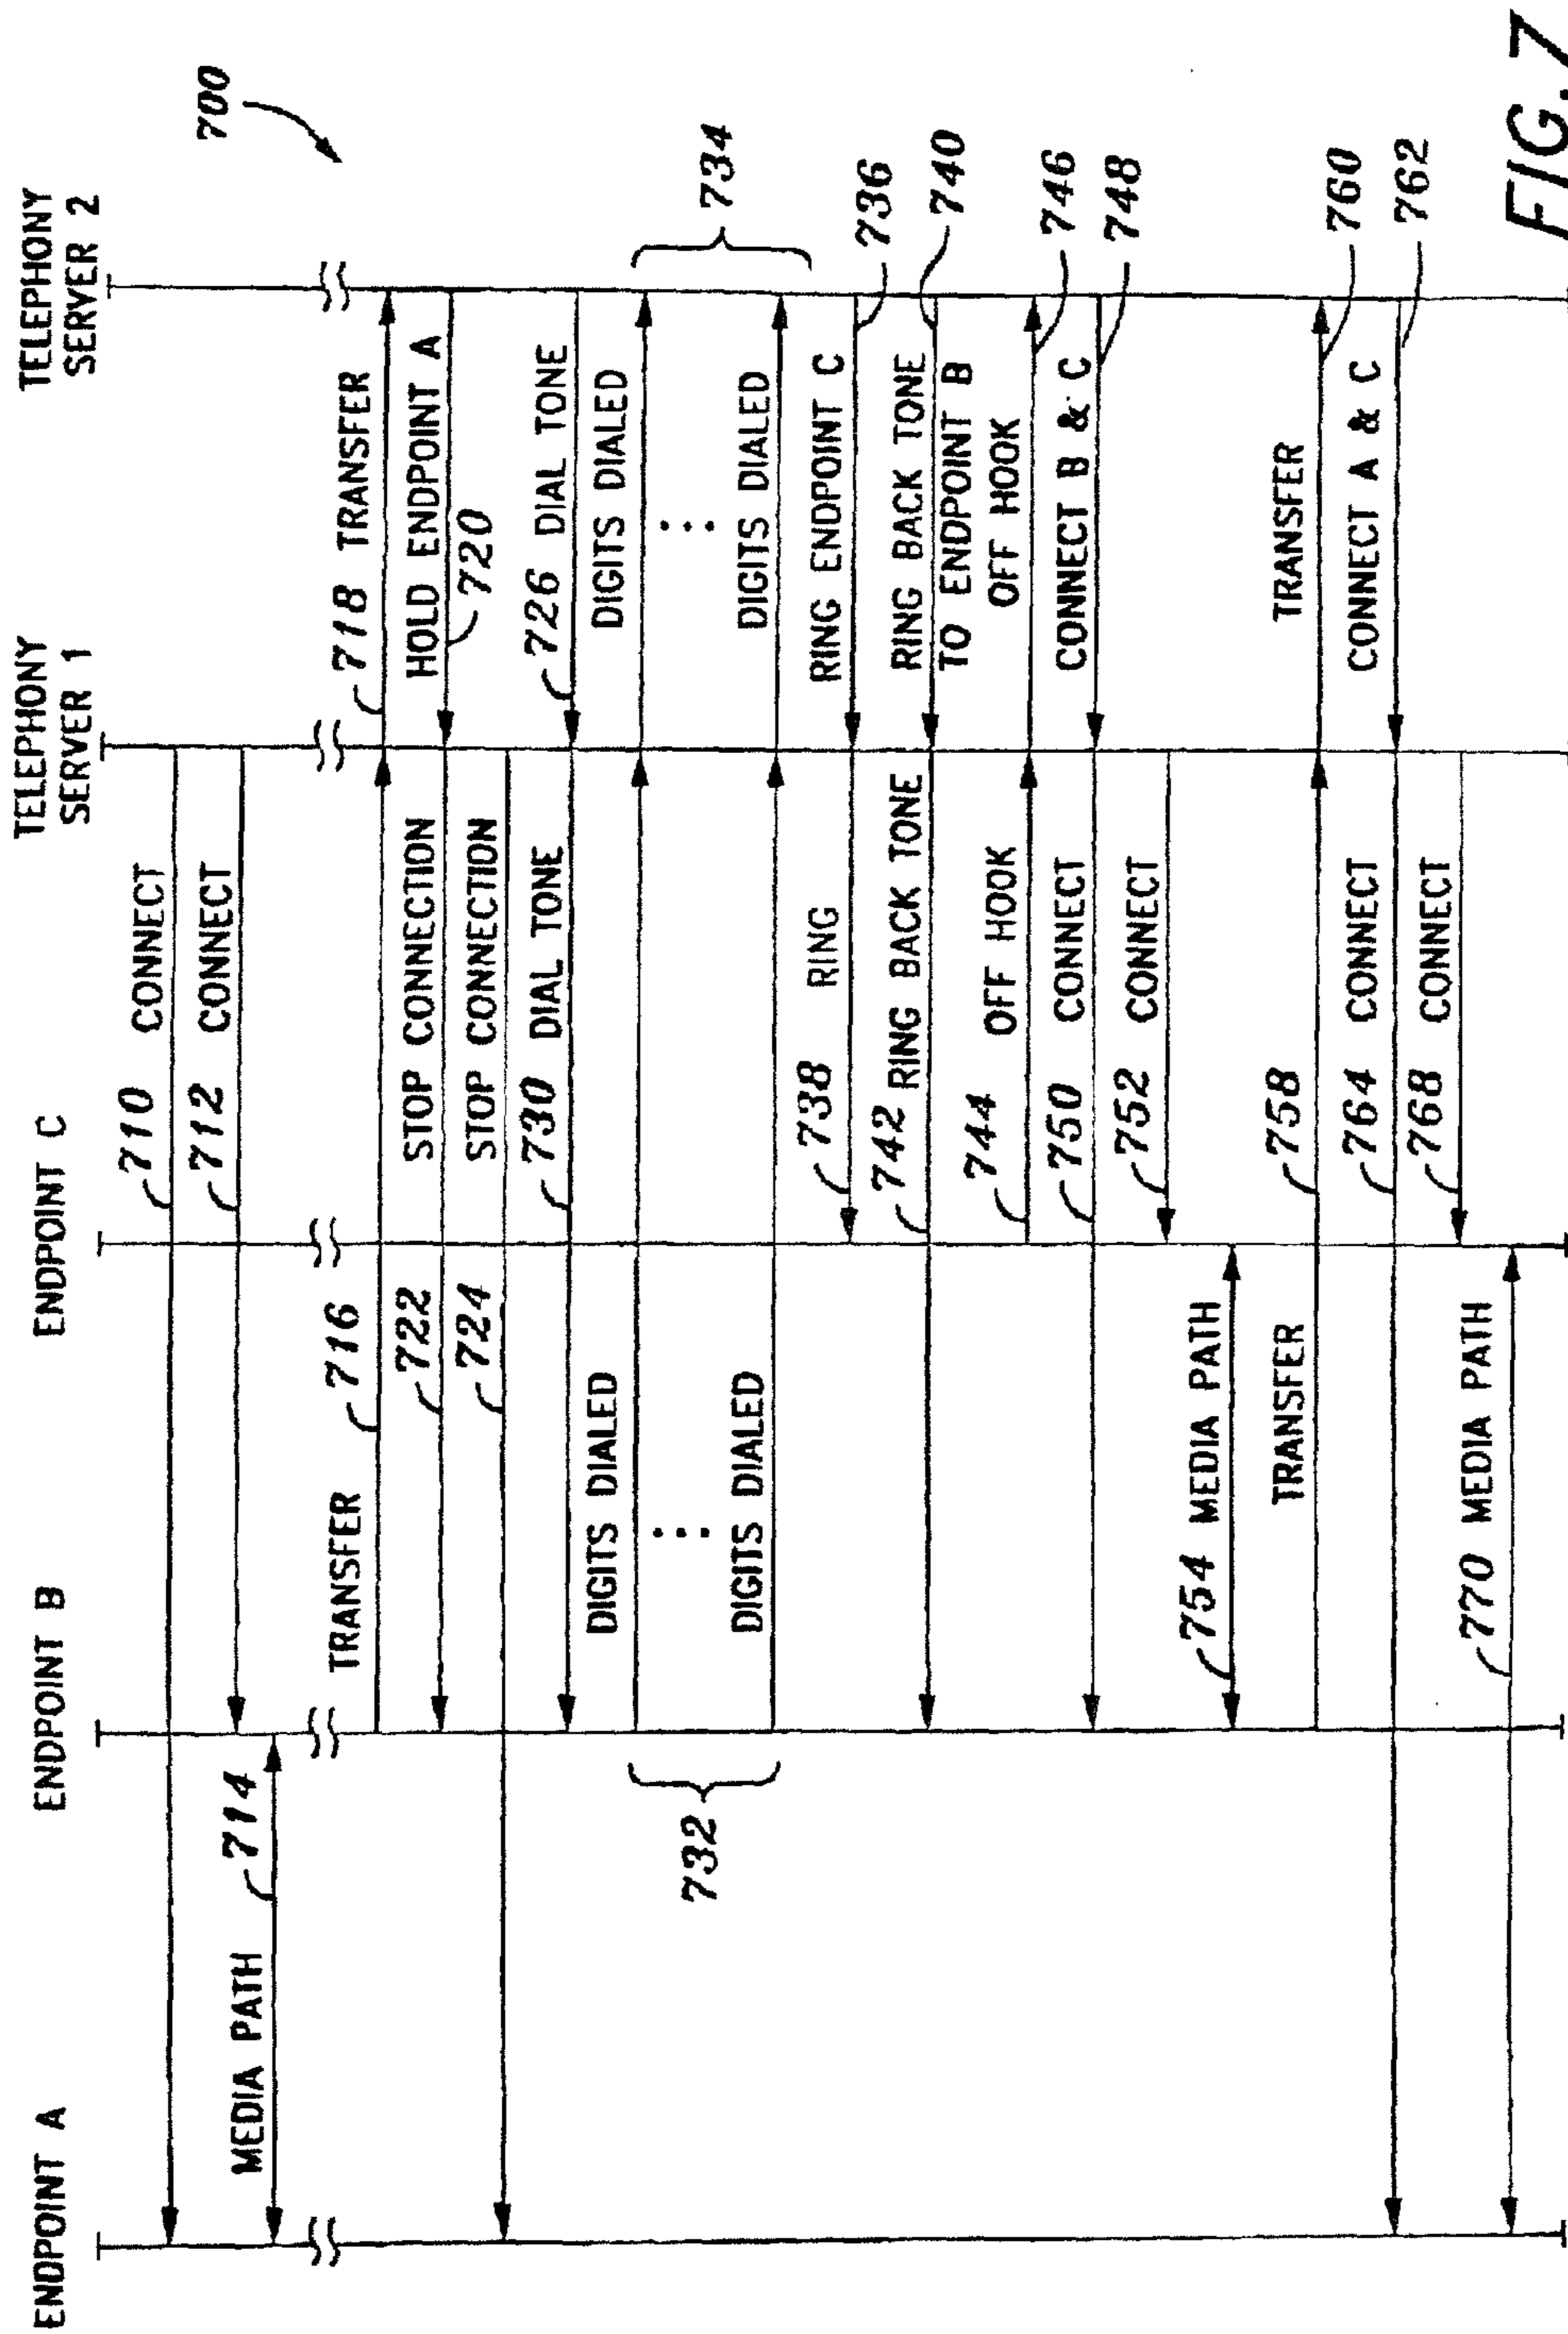 ENDPOINT A
ENDPOINT B
ENDPOINT C
TELEPHONY
SERVER 1
TELEPHONY
SERVER 2
700
710 CONNECT
712 CONNECT
MEDIA PATH 714
TRANSFER 716
718 TRANSFER
HOLD ENDPOINT A
720
722 STOP CONNECTION
724 STOP CONNECTION
726 DIAL TONE
730 DIAL TONE
DIGITS DIALED
DIGITS DIALED
732
DIGITS DIALED
DIGITS DIALED
734
RING ENDPOINT C
736
738 RING
RING BACK TONE
TO ENDPOINT B
740
742 RING BACK TONE
744 OFF HOOK
OFF HOOK
746
CONNECT B & C
748
750 CONNECT
752 CONNECT
754 MEDIA PATH
TRANSFER
758
TRANSFER
760
CONNECT A & C
762
764 CONNECT
768 CONNECT
770 MEDIA PATH
FIG. 7